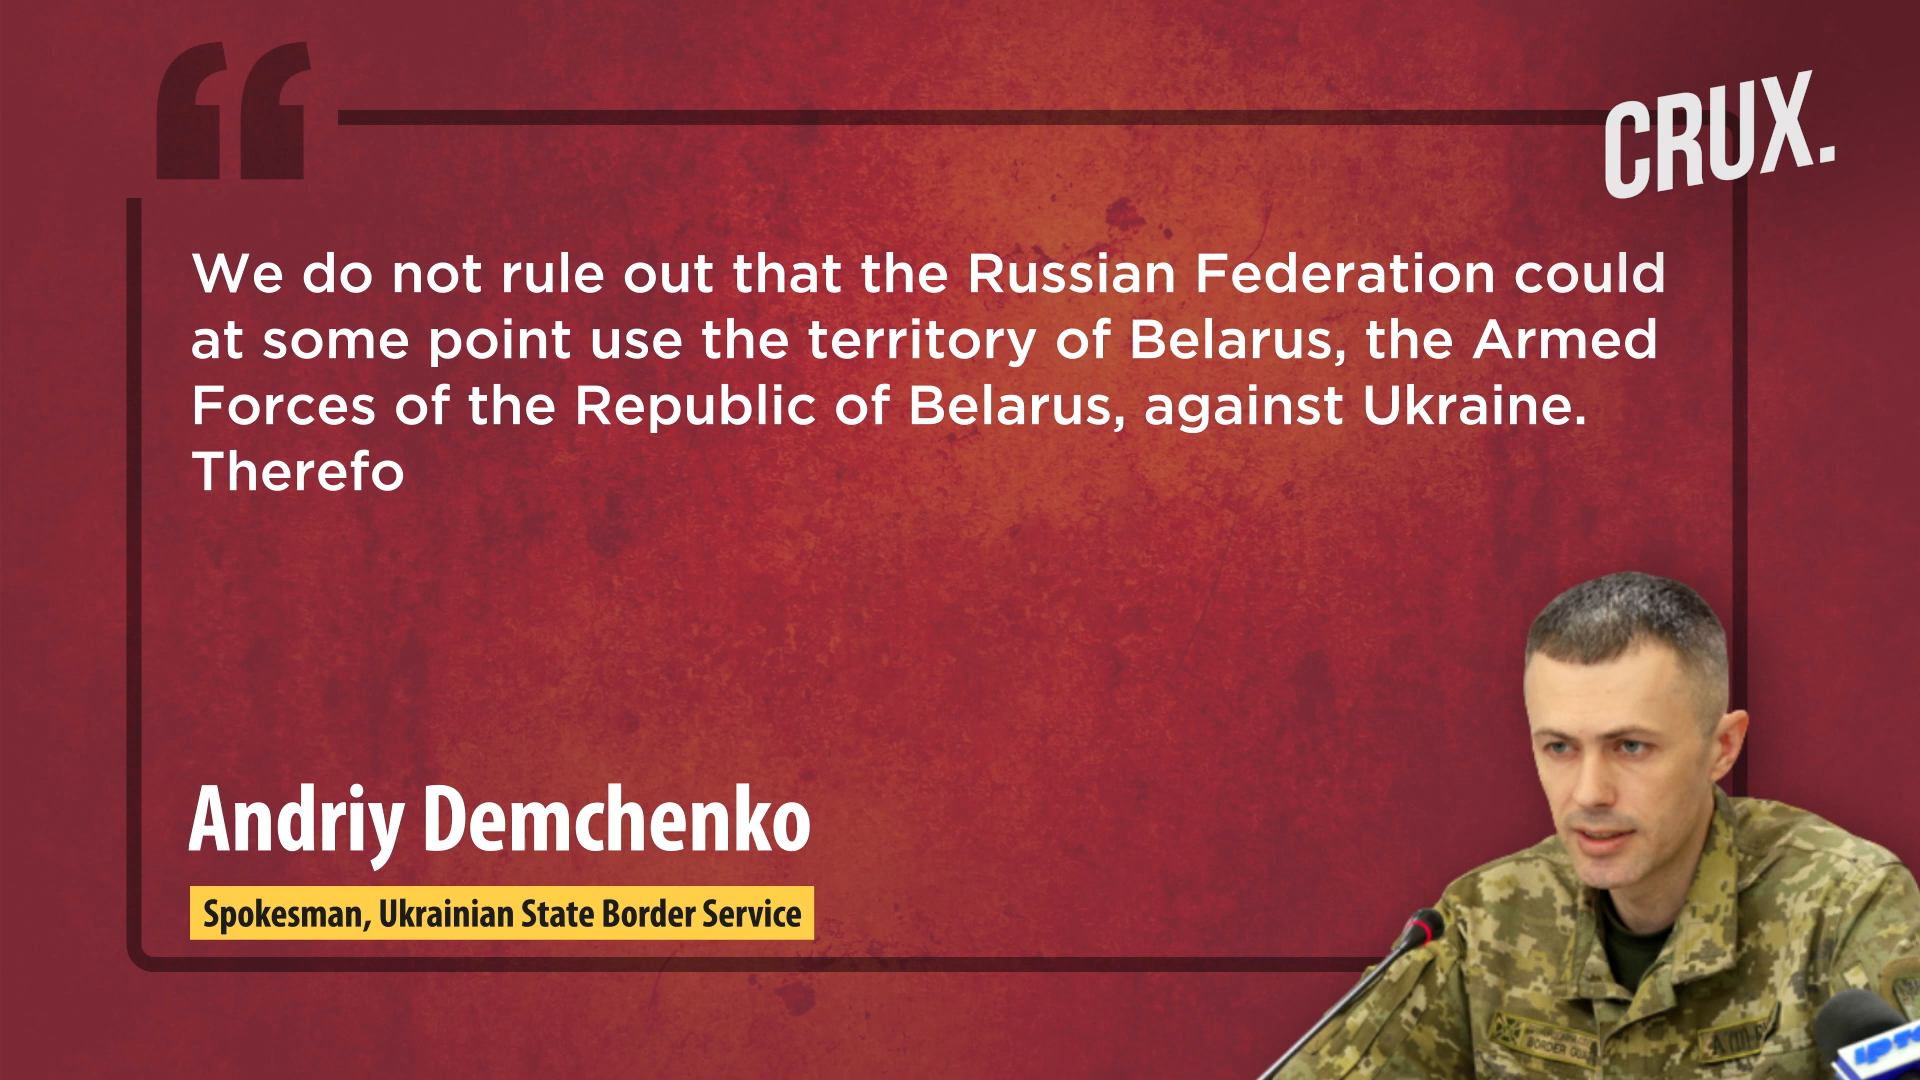 CRUX.
We do not rule out that the Russian Federation could
at some point use the territory of Belarus, the Armed
Forces of the Republic of Belarus, against Ukraine.
Therefo
Andriy Demchenko
Spokesman, Ukrainian State Border Service
BORDER